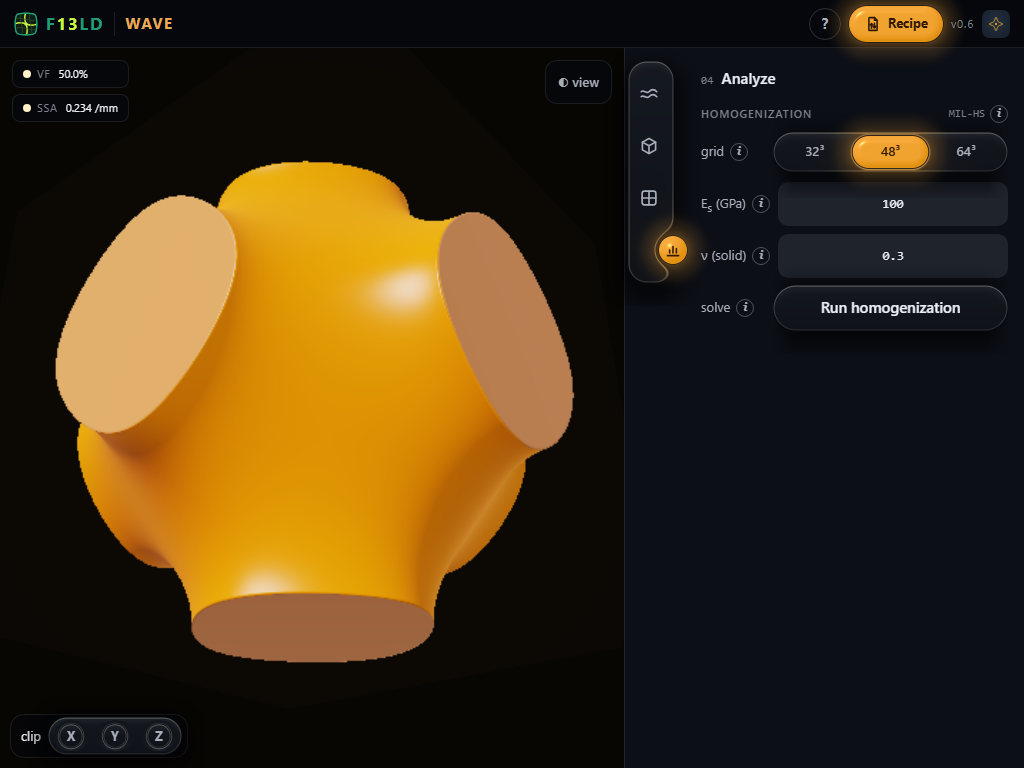 F13LD WAVE
? Recipe v0.6
VF 50.0%
SSA 0.234 /mm
view
04 Analyze
HOMOGENIZATION MIL-HS i
grid i 32³ 48³ 64³
Es (GPa) i 100
ν (solid) i 0.3
solve i Run homogenization
clip X Y Z